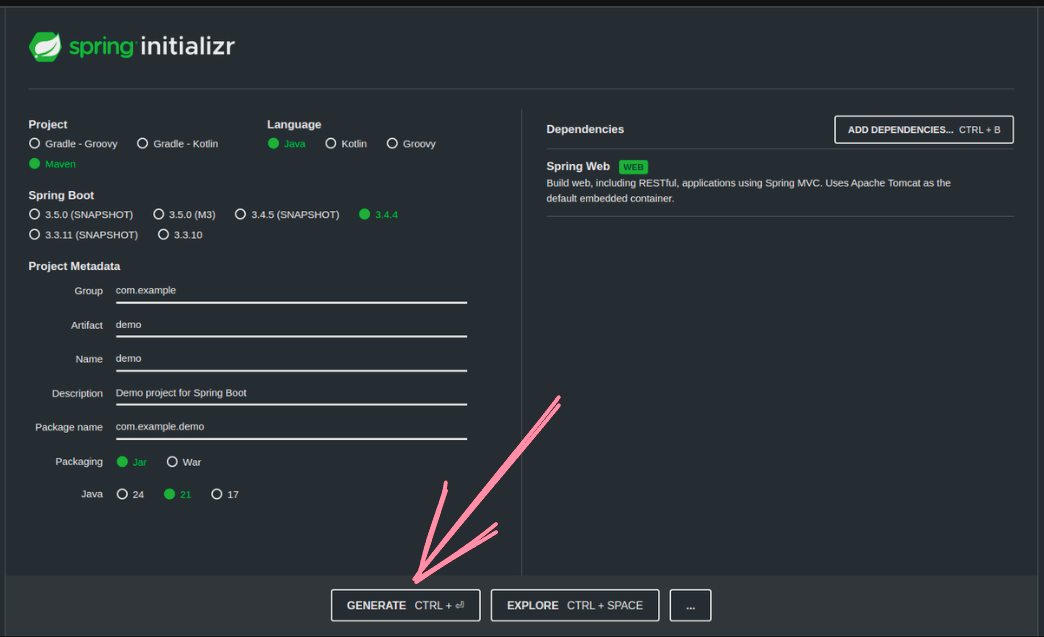 spring initializr
Project
Gradle - Groovy Gradle - Kotlin
Maven
Language
Java Kotlin Groovy
Spring Boot
3.5.0 (SNAPSHOT) 3.5.0 (M3) 3.4.5 (SNAPSHOT) 3.4.4
3.3.11 (SNAPSHOT) 3.3.10
Project Metadata
Group com.example
Artifact demo
Name demo
Description Demo project for Spring Boot
Package name com.example.demo
Packaging Jar War
Java 24 21 17
Dependencies ADD DEPENDENCIES... CTRL + B
Spring Web WEB
Build web, including RESTful, applications using Spring MVC. Uses Apache Tomcat as the
default embedded container.
GENERATE CTRL + ⏎ EXPLORE CTRL + SPACE ...